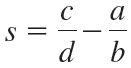 s = c/d − a/b